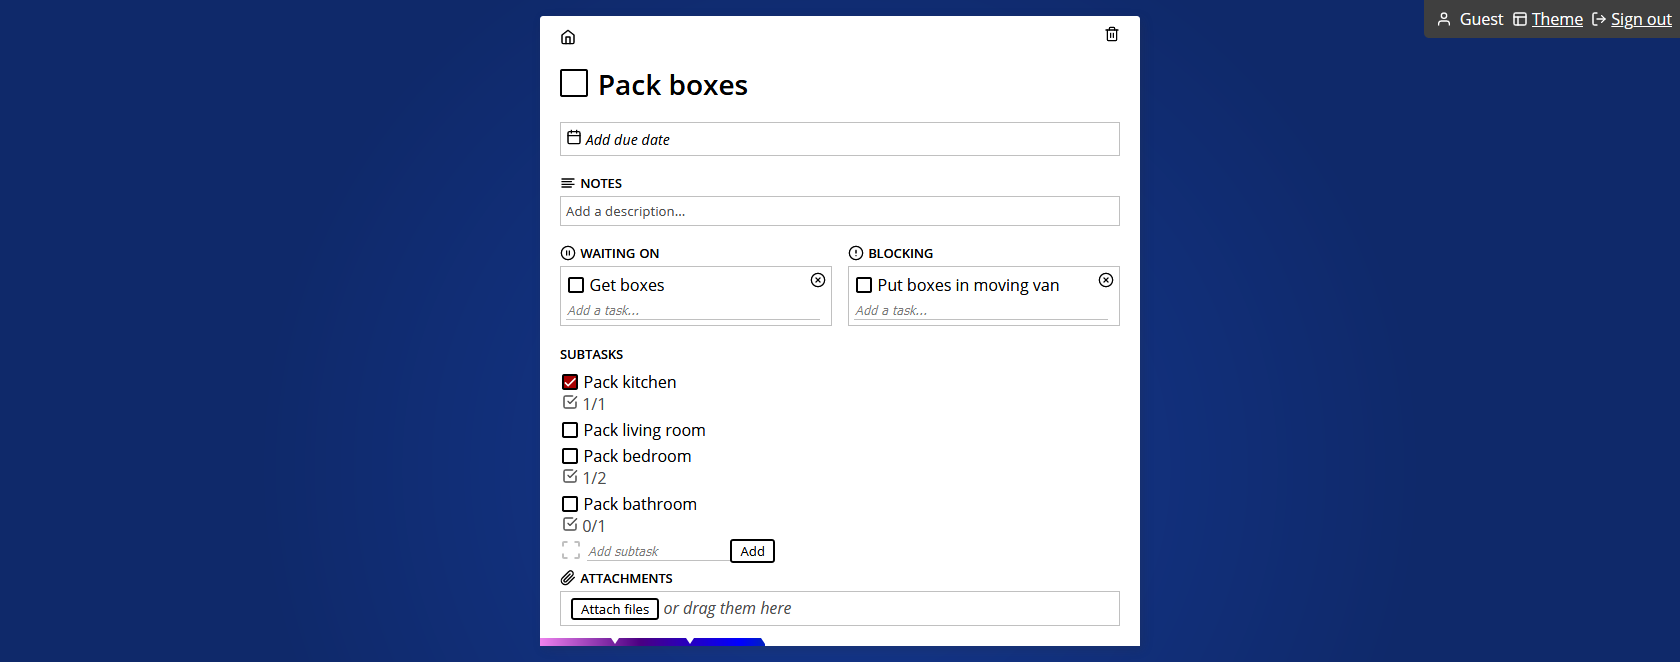 Guest Theme Sign out
Pack boxes
Add due date
NOTES
Add a description...
WAITING ON
Get boxes
Add a task...
BLOCKING
Put boxes in moving van
Add a task...
SUBTASKS
Pack kitchen
1/1
Pack living room
Pack bedroom
1/2
Pack bathroom
0/1
Add subtask Add
ATTACHMENTS
Attach files or drag them here